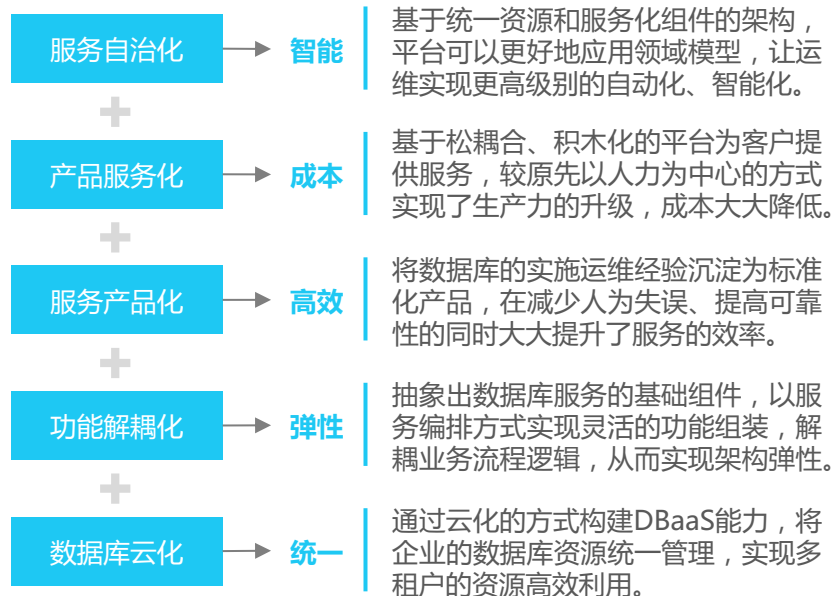 服务自治化
智能
基于统一资源和服务化组件的架构，
平台可以更好地应用领域模型，让运
维实现更高级别的自动化、智能化。
产品服务化
成本
基于松耦合、积木化的平台为客户提
供服务，较原先以人力为中心的方式
实现了生产力的升级，成本大大降低。
服务产品化
高效
将数据库的实施运维经验沉淀为标准
化产品，在减少人为失误、提高可靠
性的同时大大提升了服务的效率。
功能解耦化
弹性
抽象出数据库服务的基础组件，以服
务编排方式实现灵活的功能组装，解
耦业务流程逻辑，从而实现架构弹性。
数据库云化
统一
通过云化的方式构建DBaaS能力，将
企业的数据库资源统一管理，实现多
租户的资源高效利用。